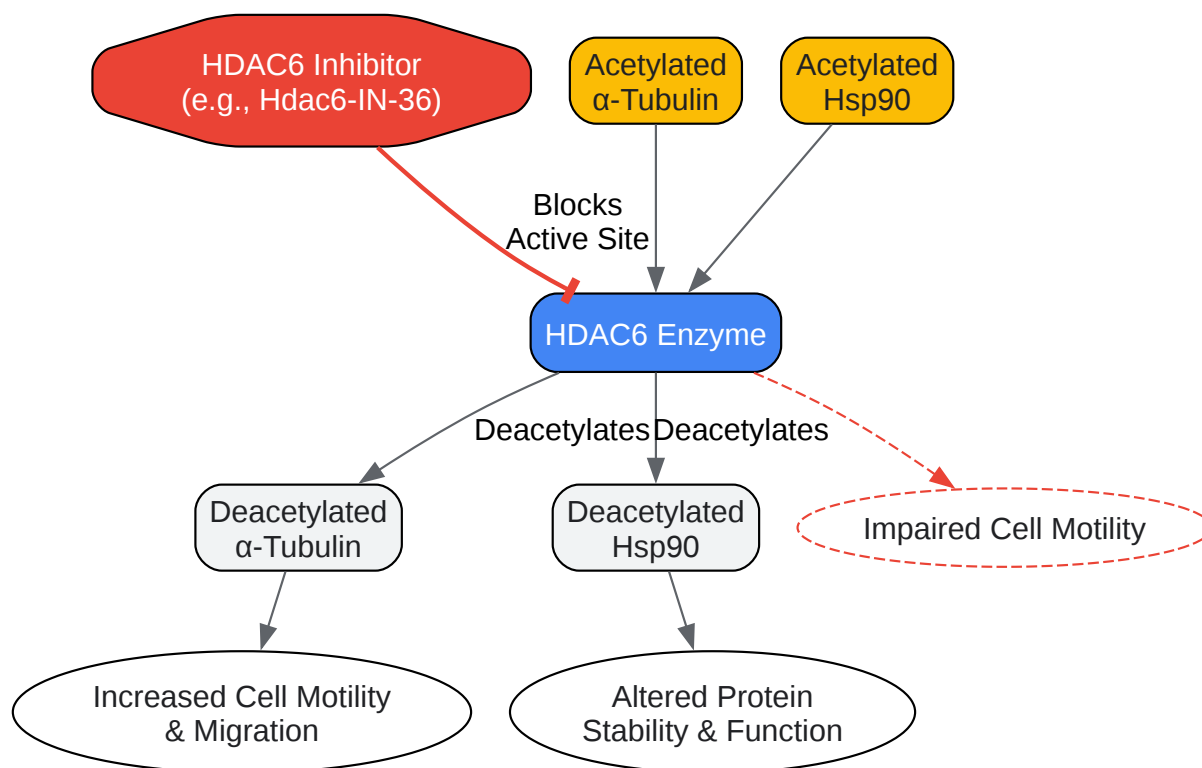 HDAC6 Inhibitor
(e.g., Hdac6-IN-36)
Acetylated
α-Tubulin
Acetylated
Hsp90
Blocks
Active Site
HDAC6 Enzyme
Deacetylates
Deacetylates
Deacetylated
α-Tubulin
Deacetylated
Hsp90
Impaired Cell Motility
Increased Cell Motility
& Migration
Altered Protein
Stability & Function